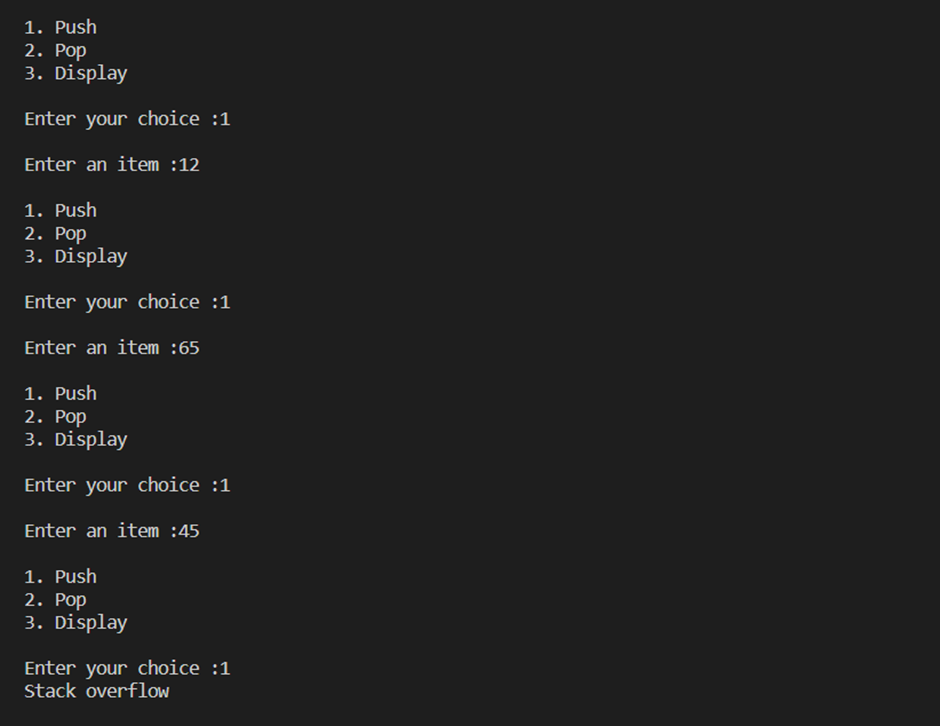 1. Push
2. Pop
3. Display
Enter your choice :1
Enter an item :12
1. Push
2. Pop
3. Display
Enter your choice :1
Enter an item :65
1. Push
2. Pop
3. Display
Enter your choice :1
Enter an item :45
1. Push
2. Pop
3. Display
Enter your choice :1
Stack overflow